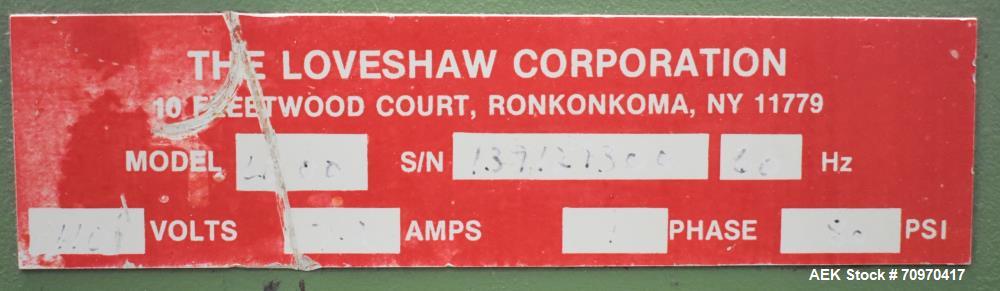 THE LOVESHAW CORPORATION
10 FLEETWOOD COURT, RONKONKOMA, NY 11779
MODEL S/N 60 Hz
VOLTS AMPS 1 PHASE PSI
AEK Stock # 70970417